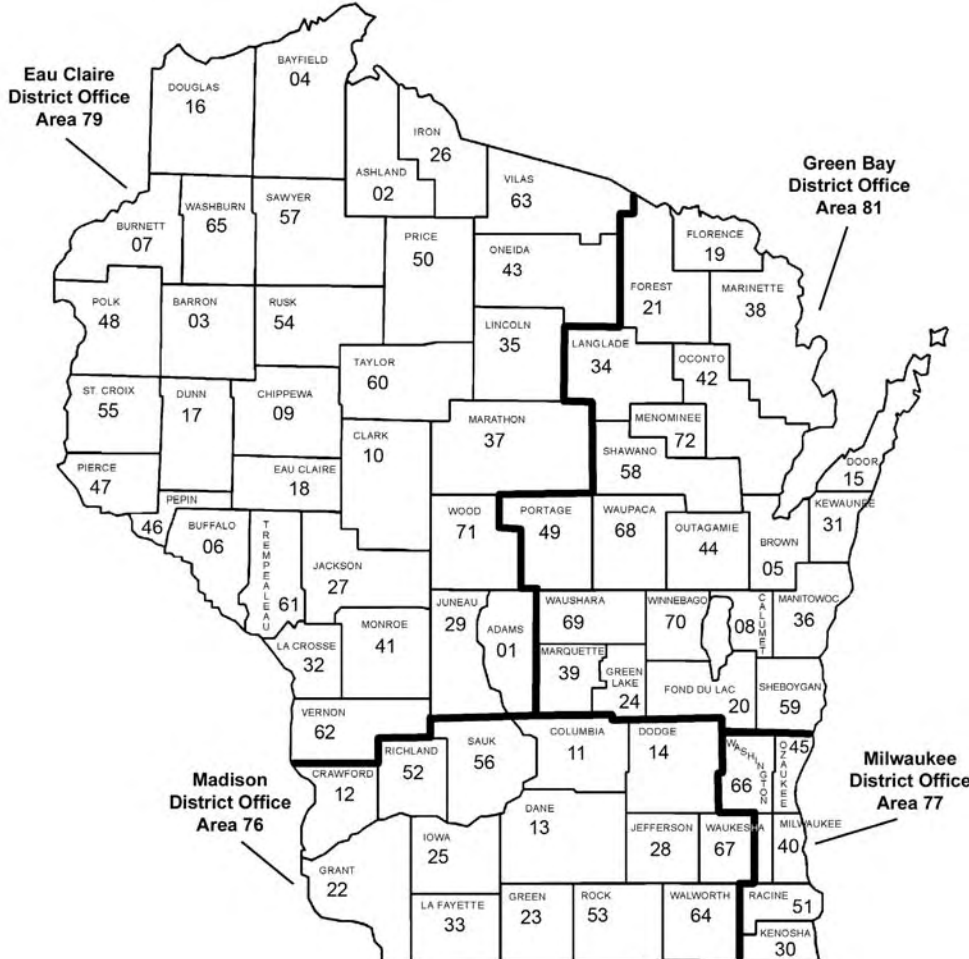 BAYFIELD
04
Eau Claire
District Office
Area 79
DOUGLAS
16
IRON
26
ASHLAND
02
VILAS
63
Green Bay
District Office
Area 81
BURNETT
07
WASHBURN
65
SAWYER
57
PRICE
50
ONEIDA
43
FLORENCE
19
FOREST
21
MARINETTE
38
POLK
48
BARRON
03
RUSK
54
LINCOLN
35
LANGLADE
34
OCONTO
42
TAYLOR
60
ST. CROIX
55
DUNN
17
CHIPPEWA
09
CLARK
10
MARATHON
37
MENOMINEE
72
SHAWANO
58
PIERCE
47
EAU CLAIRE
18
DOOR
15
PEPIN
46
BUFFALO
06
TREMPEALEAU
61
JACKSON
27
WOOD
71
PORTAGE
49
WAUPACA
68
OUTAGAMIE
44
BROWN
05
KEWAUNEE
31
LA CROSSE
32
MONROE
41
JUNEAU
29
ADAMS
01
WAUSHARA
69
WINNEBAGO
70
08
CALUMET
MANITOWOC
36
MARQUETTE
39
GREEN
LAKE
24
FOND DU LAC
20
SHEBOYGAN
59
VERNON
62
RICHLAND
52
SAUK
56
COLUMBIA
11
DODGE
14
WASHINGTON
66
OZAUKEE
45
Milwaukee
District Office
Area 77
Madison
District Office
Area 76
CRAWFORD
12
DANE
13
IOWA
25
JEFFERSON
28
WAUKESHA
67
MILWAUKEE
40
GRANT
22
LA FAYETTE
33
GREEN
23
ROCK
53
WALWORTH
64
RACINE
51
KENOSHA
30